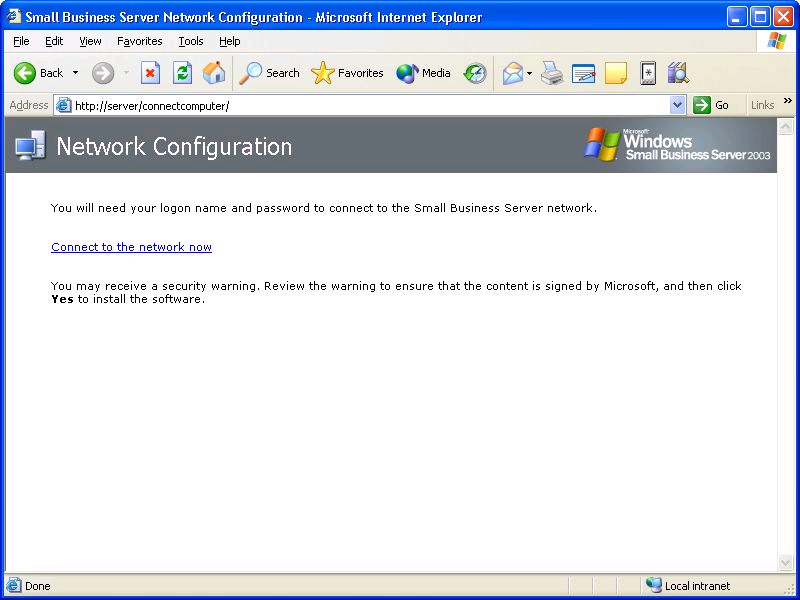 Small Business Server Network Configuration - Microsoft Internet Explorer
File Edit View Favorites Tools Help
Back Search Favorites Media
Address http://server/connectcomputer/ Go Links »
Network Configuration
Microsoft
Windows
Small Business Server 2003
You will need your logon name and password to connect to the Small Business Server network.
Connect to the network now
You may receive a security warning. Review the warning to ensure that the content is signed by Microsoft, and then click
Yes to install the software.
Done Local intranet